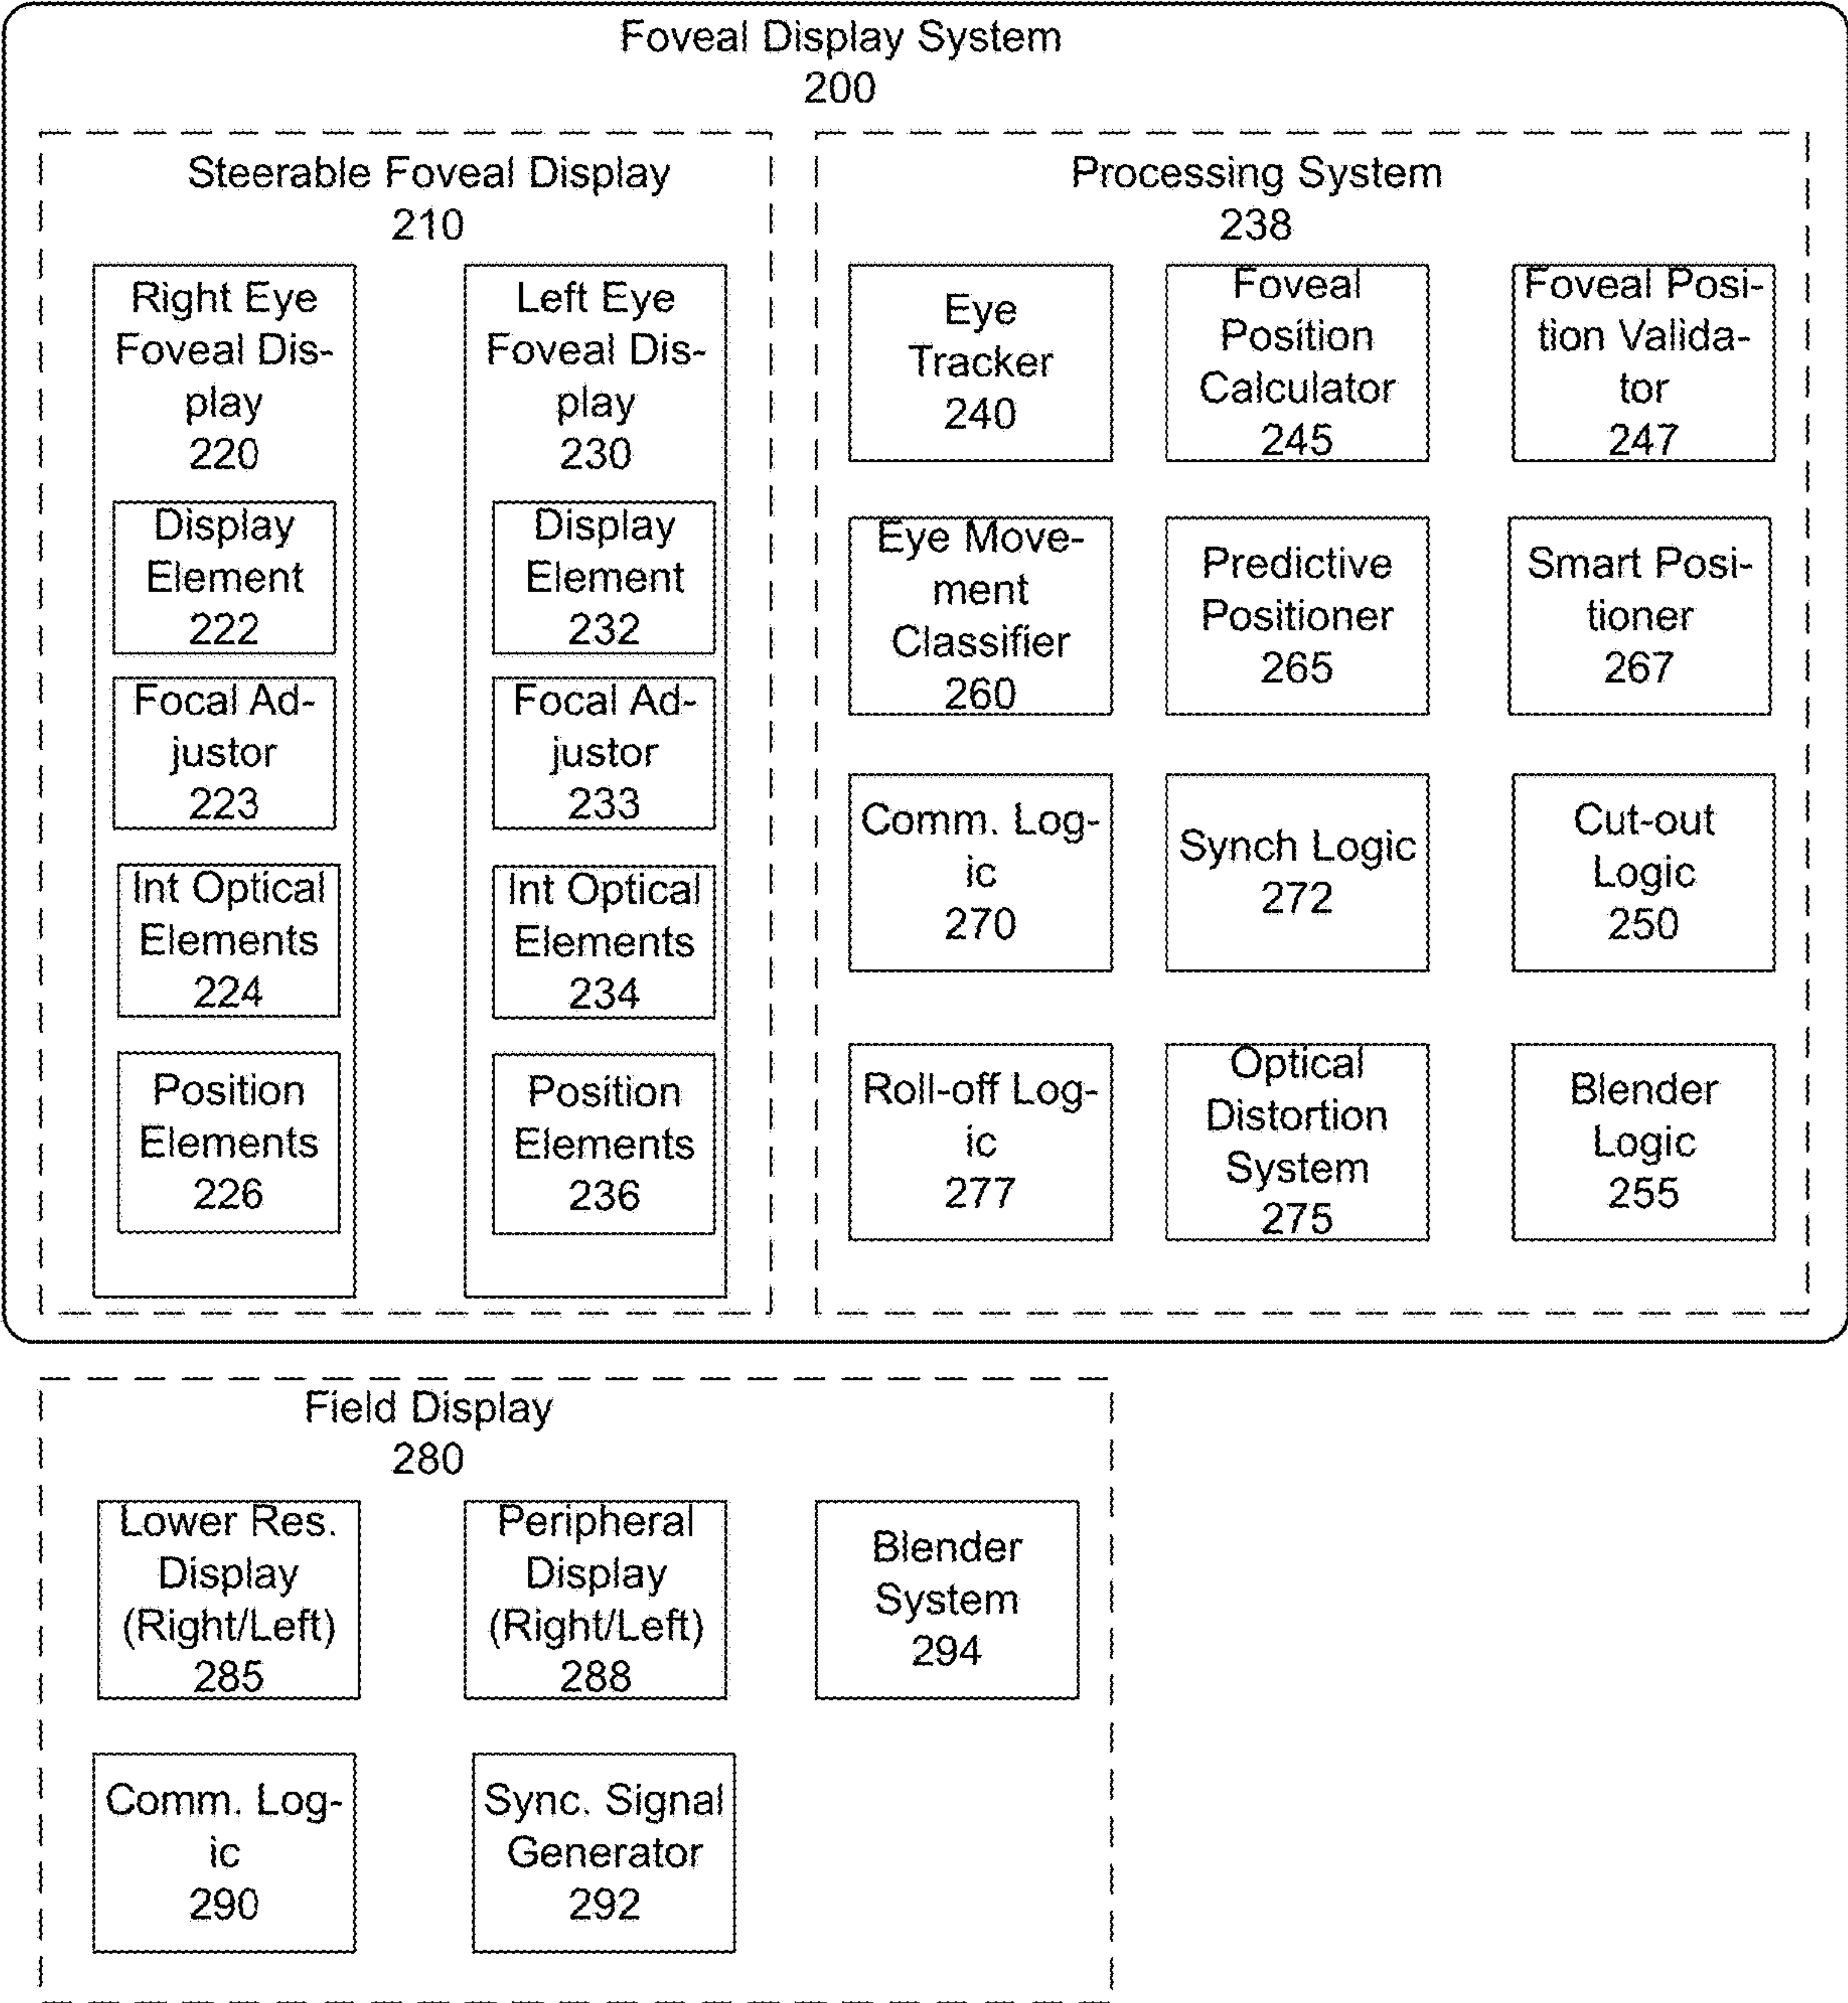 Foveal Display System
200
Steerable Foveal Display
210
Right Eye
Foveal Dis-
play
220
Display
Element
222
Focal Ad-
justor
223
Int Optical
Elements
224
Position
Elements
226
Left Eye
Foveal Dis-
play
230
Display
Element
232
Focal Ad-
justor
233
Int Optical
Elements
234
Position
Elements
236
Processing System
238
Eye
Tracker
240
Foveal
Position
Calculator
245
Foveal Posi-
tion Valida-
tor
247
Eye Move-
ment
Classifier
260
Predictive
Positioner
265
Smart Posi-
tioner
267
Comm. Log-
ic
270
Synch Logic
272
Cut-out
Logic
250
Roll-off Log-
ic
277
Optical
Distortion
System
275
Blender
Logic
255
Field Display
280
Lower Res.
Display
(Right/Left)
285
Peripheral
Display
(Right/Left)
288
Blender
System
294
Comm. Log-
ic
290
Sync. Signal
Generator
292